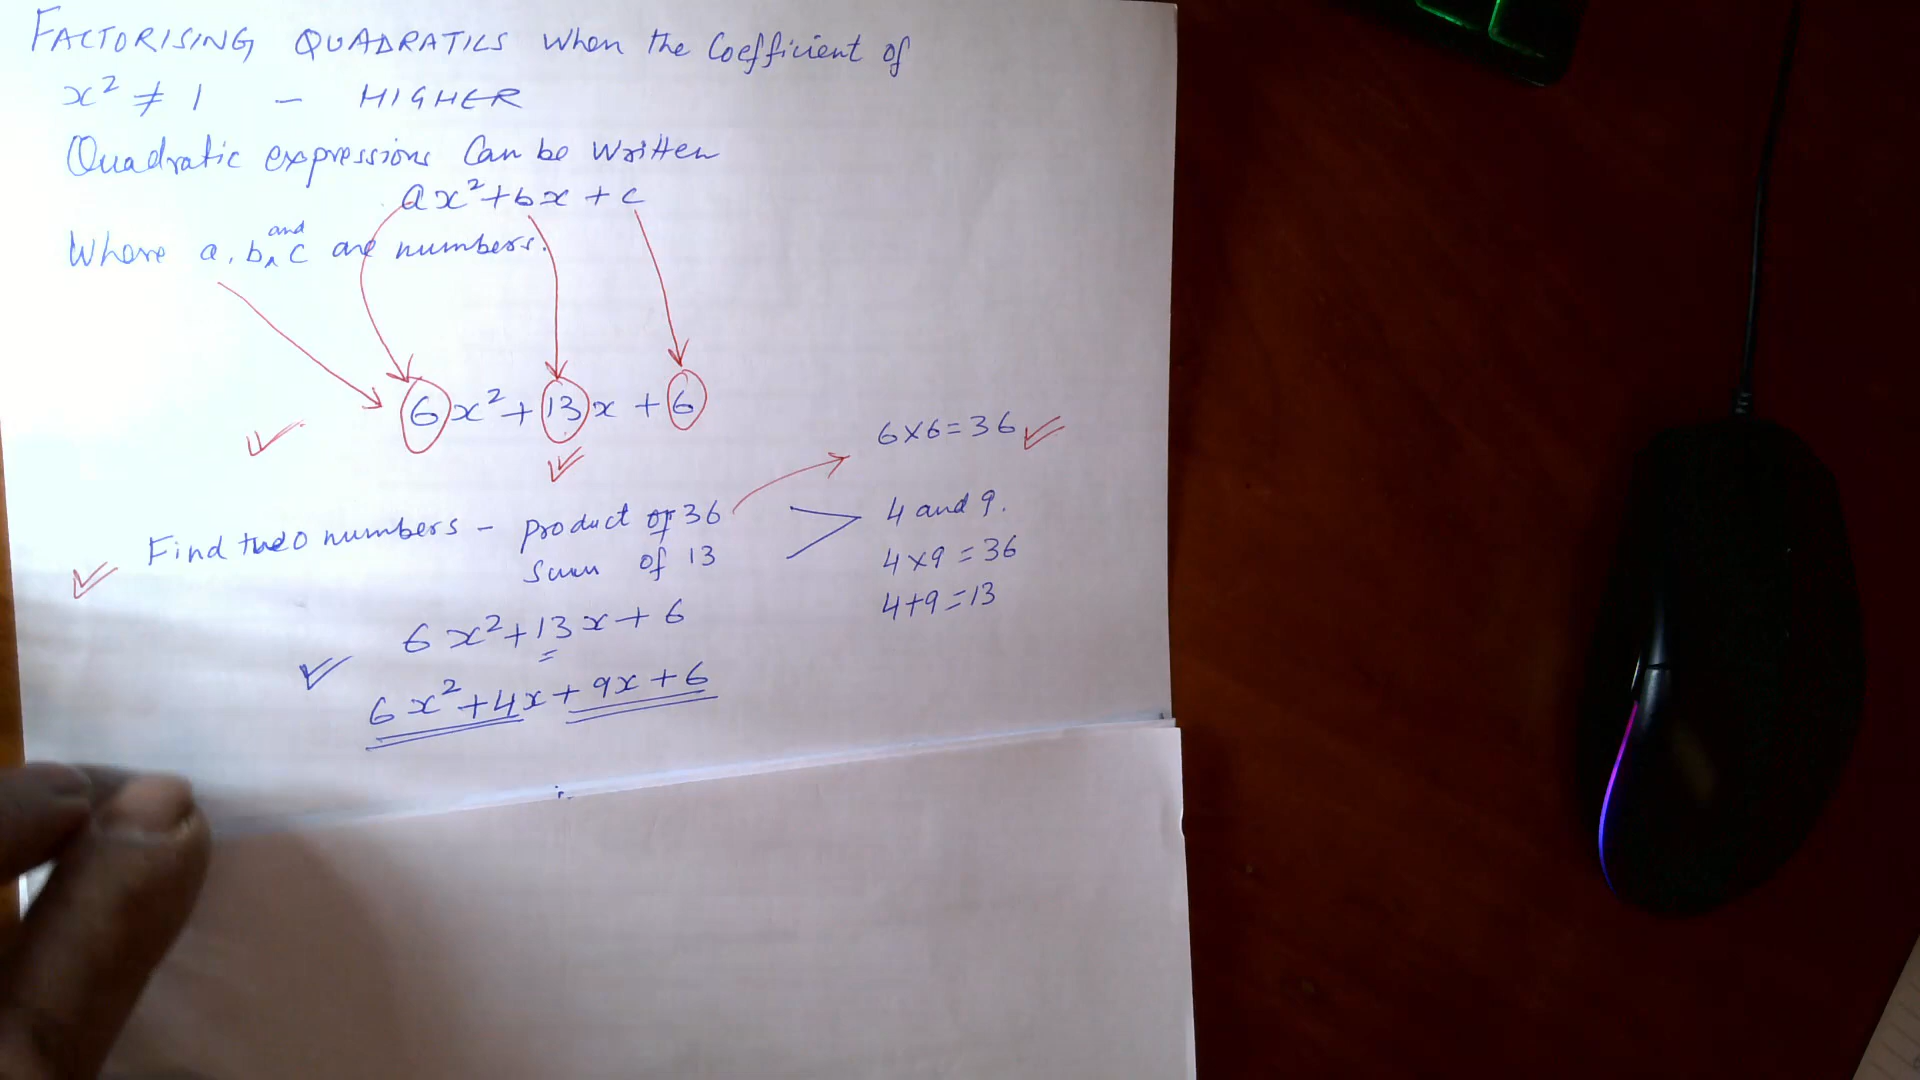 FACTORISING QUADRATICS when the Coefficient of
x² ≠ 1 - HIGHER
Quadratic expressions can be written
ax² + bx + c
Where a, b, and c are numbers.
6x² + 13x + 6
6×6=36
Find two numbers - product of 36
sum of 13
4 and 9.
4×9=36
4+9=13
6x²+13x+6
6x²+4x+9x+6